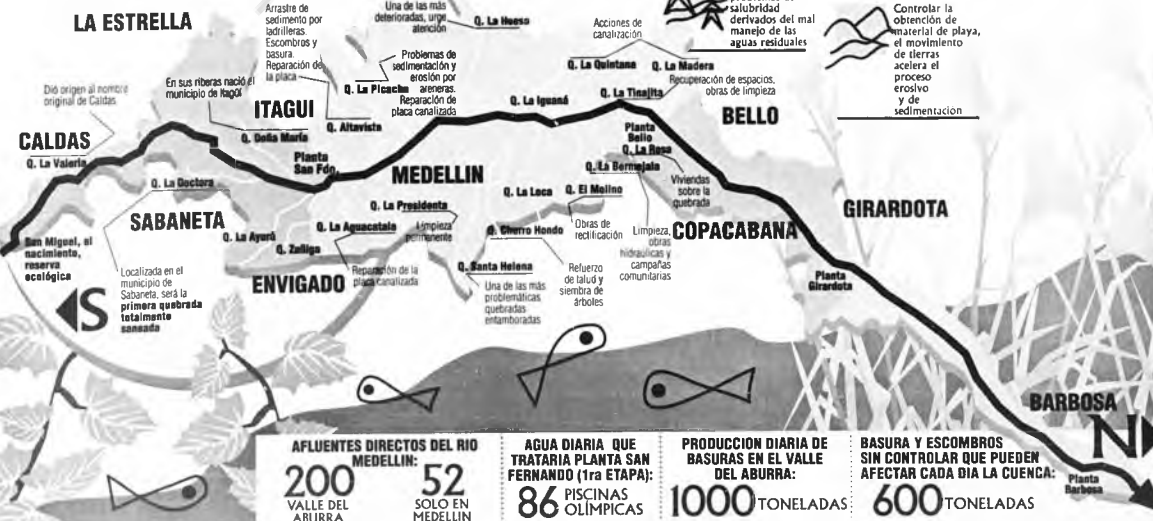 LA ESTRELLA
Arrastre de
sedimento por
ladrilleras.
Escombros y
basura.
Reparación de
la placa
Una de las más
deterioradas, urge
atención
Q. La Hueso
Problemas de
sedimentación y
erosión por
areneras.
Reparación de
placa canalizada
Q. La Picacha
Q. Altavista
Acciones de
canalización
Q. La Quintana
Q. La Madera
salubridad
derivados del mal
manejo de las
aguas residuales
Controlar la
obtención de
material de playa,
el movimiento
de tierras
acelera el
proceso
erosivo
y de
sedimentación
Dió origen al nombre
original de Caldas
En sus riberas nació el
municipio de Itagüí
ITAGUI
Q. Doña María
CALDAS
Q. La Valeria
Planta
San Fdo.
MEDELLIN
Q. La Iguaná
Q. La Tinajita
Recuperación de espacios,
obras de limpieza
BELLO
Planta
Bello
Q. La Rosa
Q. La Bermejala
Viviendas
sobre la
quebrada
Q. La Doctora
SABANETA
Q. La Presidenta
Limpieza
permanente
Q. La Loca
Q. El Molino
Obras de
rectificación
Limpieza,
obras
hidraúlicas y
campañas
comunitarias
COPACABANA
GIRARDOTA
San Miguel, el
nacimiento,
reserva
ecológica
Q. La Ayurá
Q. Zúñiga
Q. La Aguacatala
Reparación de la
placa canalizada
ENVIGADO
Q. Chorro Hondo
Refuerzo
de talud y
siembra de
árboles
Q. Santa Helena
Una de las más
problemáticas
quebradas
entamboradas
Localizada en el
municipio de
Sabaneta, será la
primera quebrada
totalmente
saneada
S
Planta
Girardota
BARBOSA
N
Planta
Barbosa
AFLUENTES DIRECTOS DEL RIO
MEDELLIN:
200
VALLE DEL
ABURRA
52
SOLO EN
MEDELLIN
AGUA DIARIA QUE
TRATARIA PLANTA SAN
FERNANDO (1ra ETAPA):
86 PISCINAS
OLÍMPICAS
PRODUCCION DIARIA DE
BASURAS EN EL VALLE
DEL ABURRA:
1000 TONELADAS
BASURA Y ESCOMBROS
SIN CONTROLAR QUE PUEDEN
AFECTAR CADA DIA LA CUENCA:
600 TONELADAS